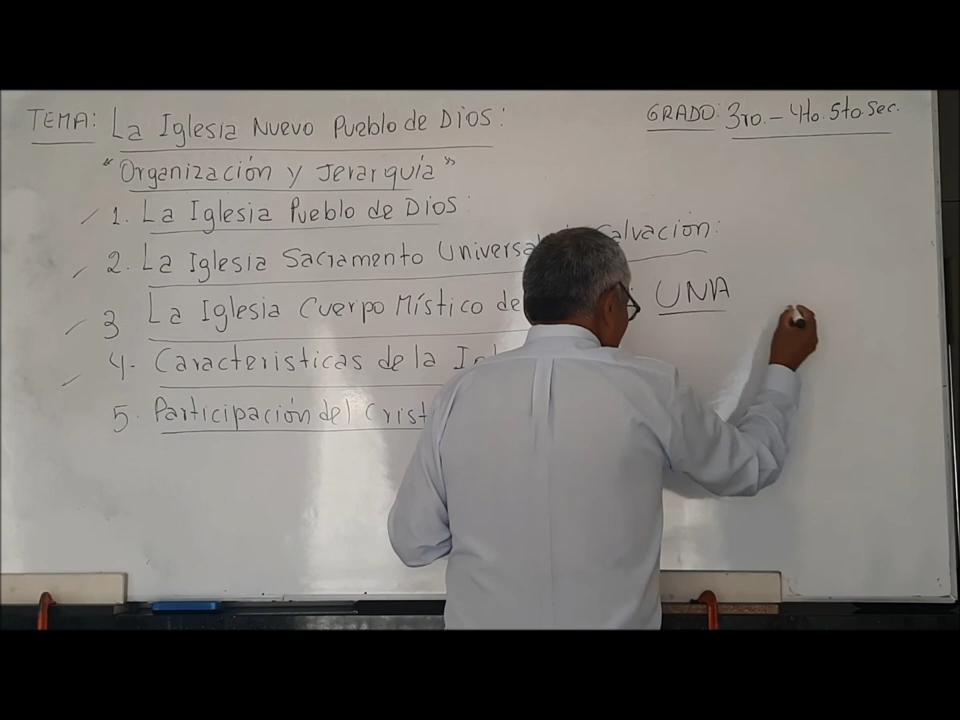 TEMA: La Iglesia Nuevo Pueblo de Dios:
GRADO: 3ro. - 4to. 5to Sec.
"Organización y Jerarquía"
1. La Iglesia Pueblo de Dios:
2. La Iglesia Sacramento Universal Salvación:
3 La Iglesia Cuerpo Místico de
UNA
4. Caracteristicas de la
5. Participación del